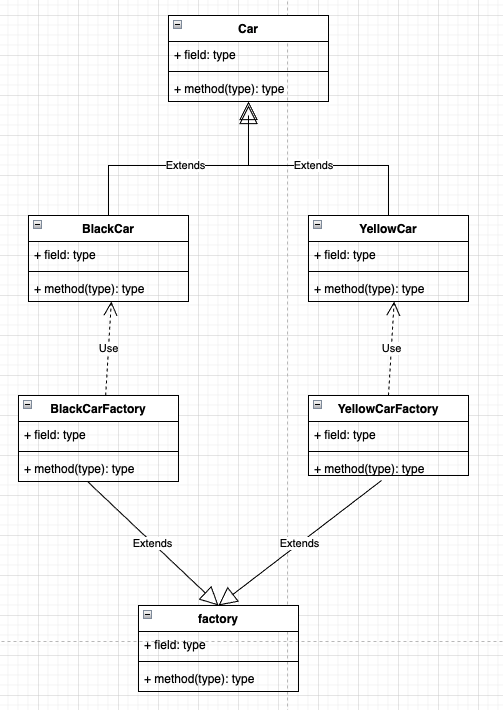 Car
+ field: type
+ method(type): type
Extends
Extends
BlackCar
+ field: type
+ method(type): type
YellowCar
+ field: type
+ method(type): type
Use
Use
BlackCarFactory
+ field: type
+ method(type): type
YellowCarFactory
+ field: type
+ method(type): type
Extends
Extends
factory
+ field: type
+ method(type): type